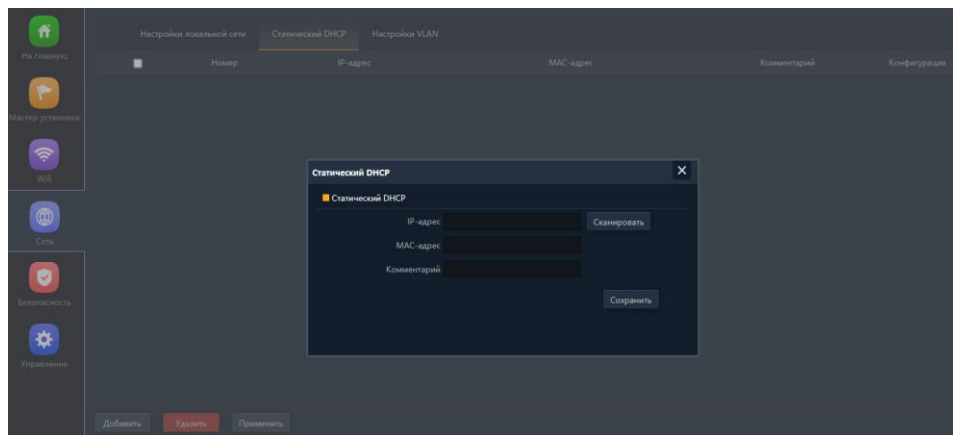 На главную
Мастер установки
Wifi
Сеть
Безопасность
Управление
Настройки локальной сети Статический DHCP Настройки VLAN
Номер IP-адрес MAC-адрес Комментарий Конфигурация
Статический DHCP
Статический DHCP
IP-адрес Сканировать
MAC-адрес
Комментарий
Сохранить
Добавить Удалить Применить